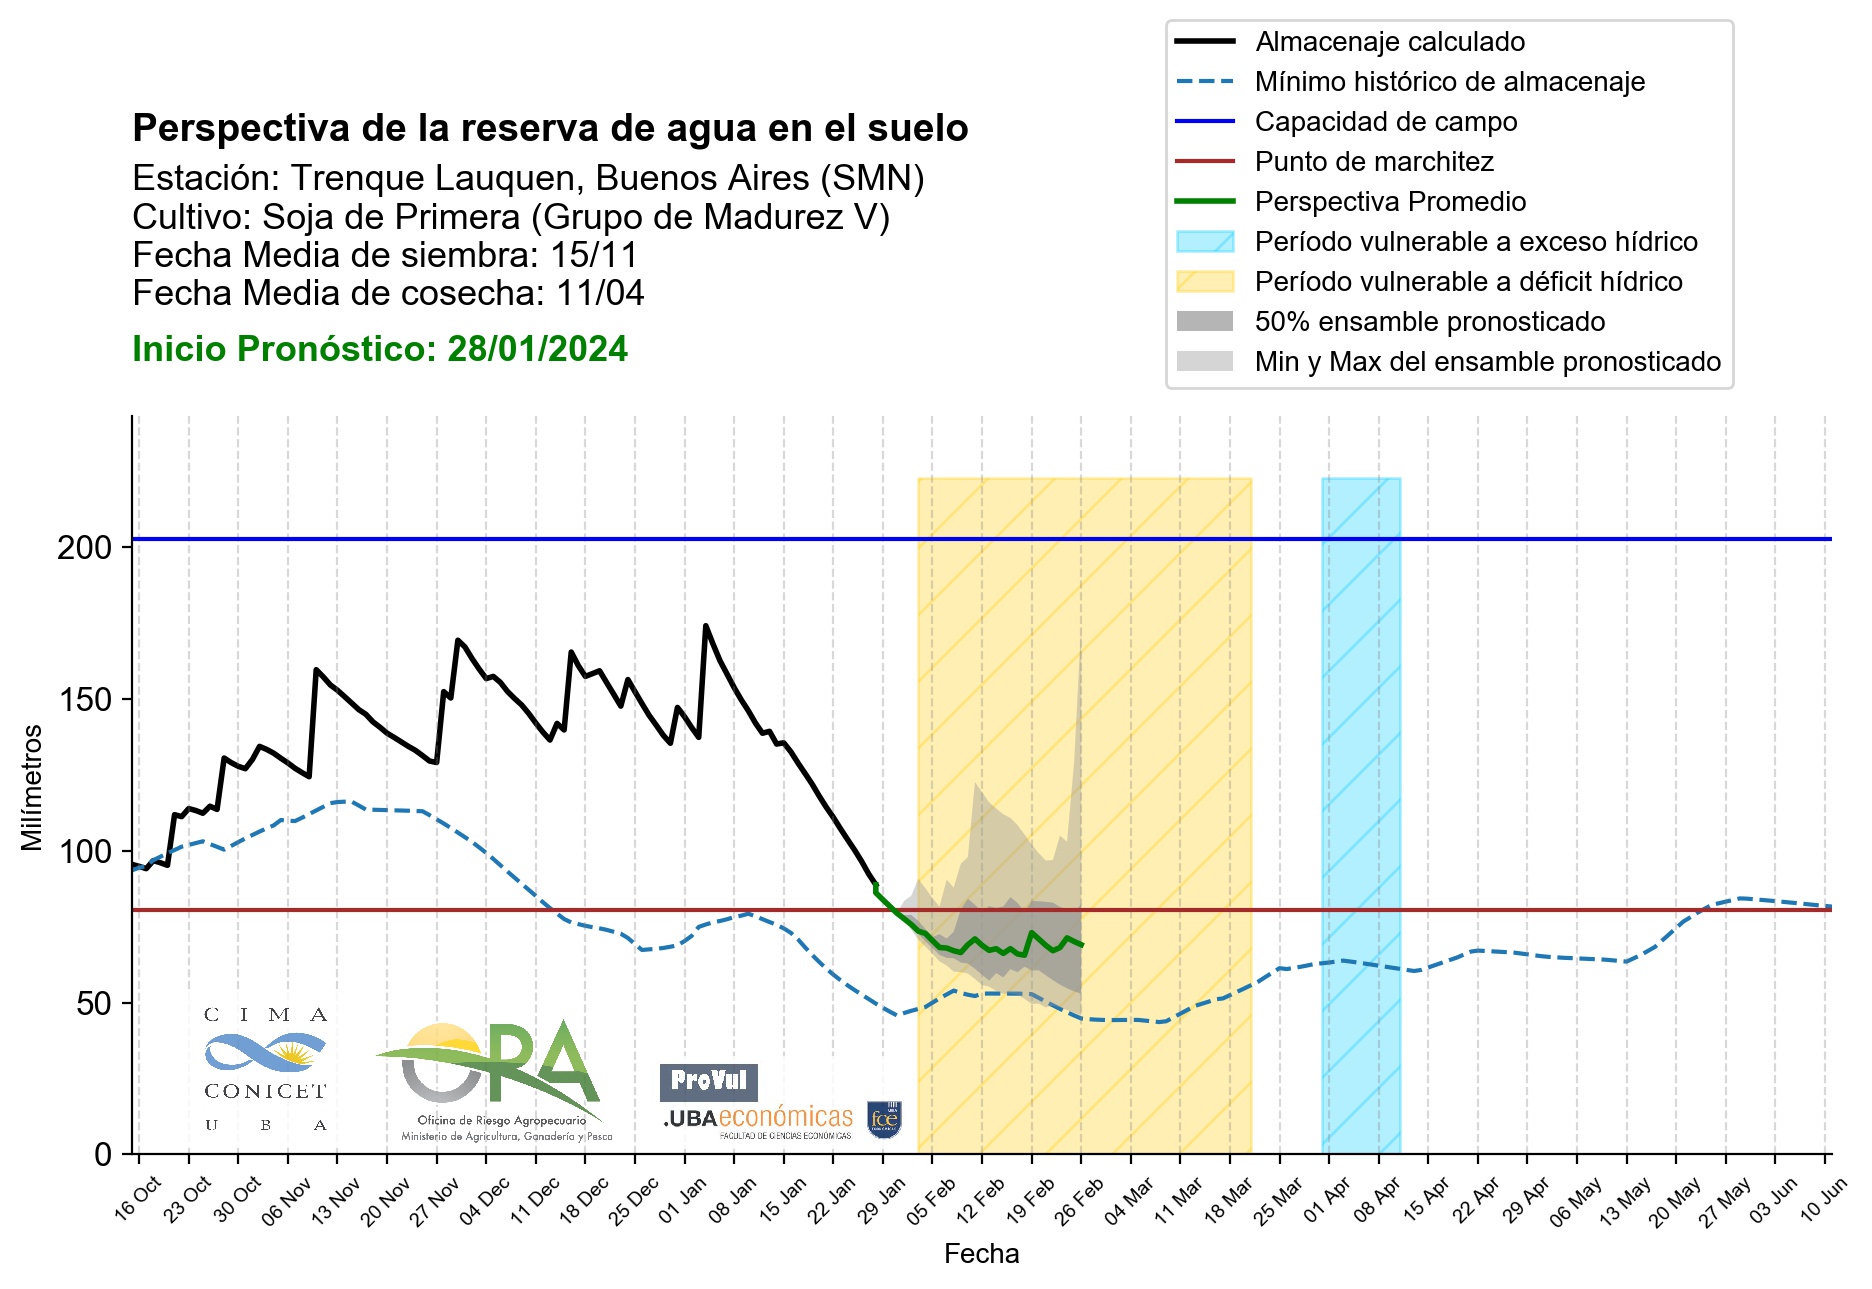 Almacenaje calculado
Mínimo histórico de almacenaje
Capacidad de campo
Punto de marchitez
Perspectiva Promedio
Período vulnerable a exceso hídrico
Período vulnerable a déficit hídrico
50% ensamble pronosticado
Min y Max del ensamble pronosticado
Perspectiva de la reserva de agua en el suelo
Estación: Trenque Lauquen, Buenos Aires (SMN)
Cultivo: Soja de Primera (Grupo de Madurez V)
Fecha Media de siembra: 15/11
Fecha Media de cosecha: 11/04
Inicio Pronóstico: 28/01/2024
Milímetros
200
150
100
50
0
C I M A
CONICET
U B A
ORA
Oficina de Riesgo Agropecuario
Ministerio de Agricultura, Ganadería y Pesca
ProVul
.UBAeconómicas
FACULTAD DE CIENCIAS ECONÓMICAS
UBA
fce
16 Oct
23 Oct
30 Oct
06 Nov
13 Nov
20 Nov
27 Nov
04 Dec
11 Dec
18 Dec
25 Dec
01 Jan
08 Jan
15 Jan
22 Jan
29 Jan
05 Feb
12 Feb
19 Feb
26 Feb
04 Mar
11 Mar
18 Mar
25 Mar
01 Apr
08 Apr
15 Apr
22 Apr
29 Apr
06 May
13 May
20 May
27 May
03 Jun
10 Jun
Fecha